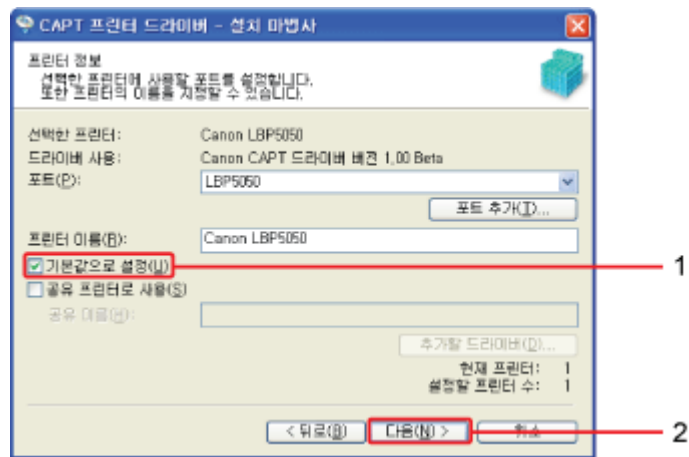 CAPT 프린터 드라이버 - 설치 마법사
프린터 정보
선택한 프린터에 사용할 포트를 설정합니다.
또한 프린터의 이름을 지정할 수 있습니다.
선택한 프린터: Canon LBP5050
드라이버 사용: Canon CAPT 드라이버 버전 1,00 Beta
포트(P): LBP5050
포트 추가(T)...
프린터 이름(R): Canon LBP5050
기본값으로 설정(U) 1
공유 프린터로 사용(S)
공유 이름(H):
추가할 드라이버(D)...
현재 프린터: 1
설정할 프린터 수: 1
< 뒤로(B) 다음(N) > 취소 2